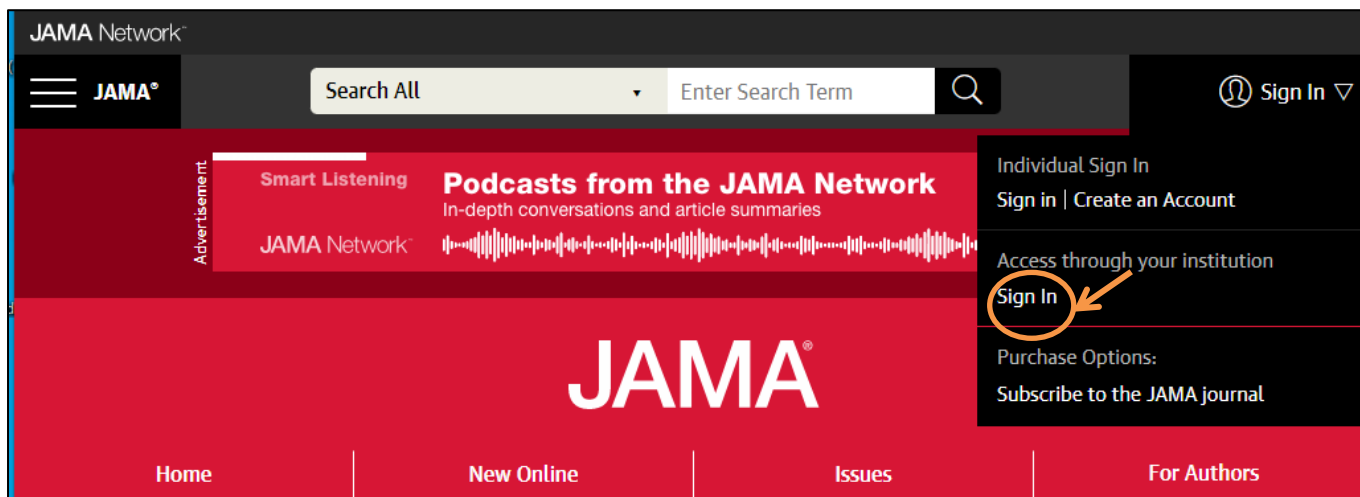 JAMA Network™
JAMA® Search All Enter Search Term Sign In
Advertisement
Smart Listening
Podcasts from the JAMA Network
In-depth conversations and article summaries
JAMA Network™
Individual Sign In
Sign in | Create an Account
Access through your institution
Sign In
Purchase Options:
Subscribe to the JAMA journal
JAMA®
Home New Online Issues For Authors